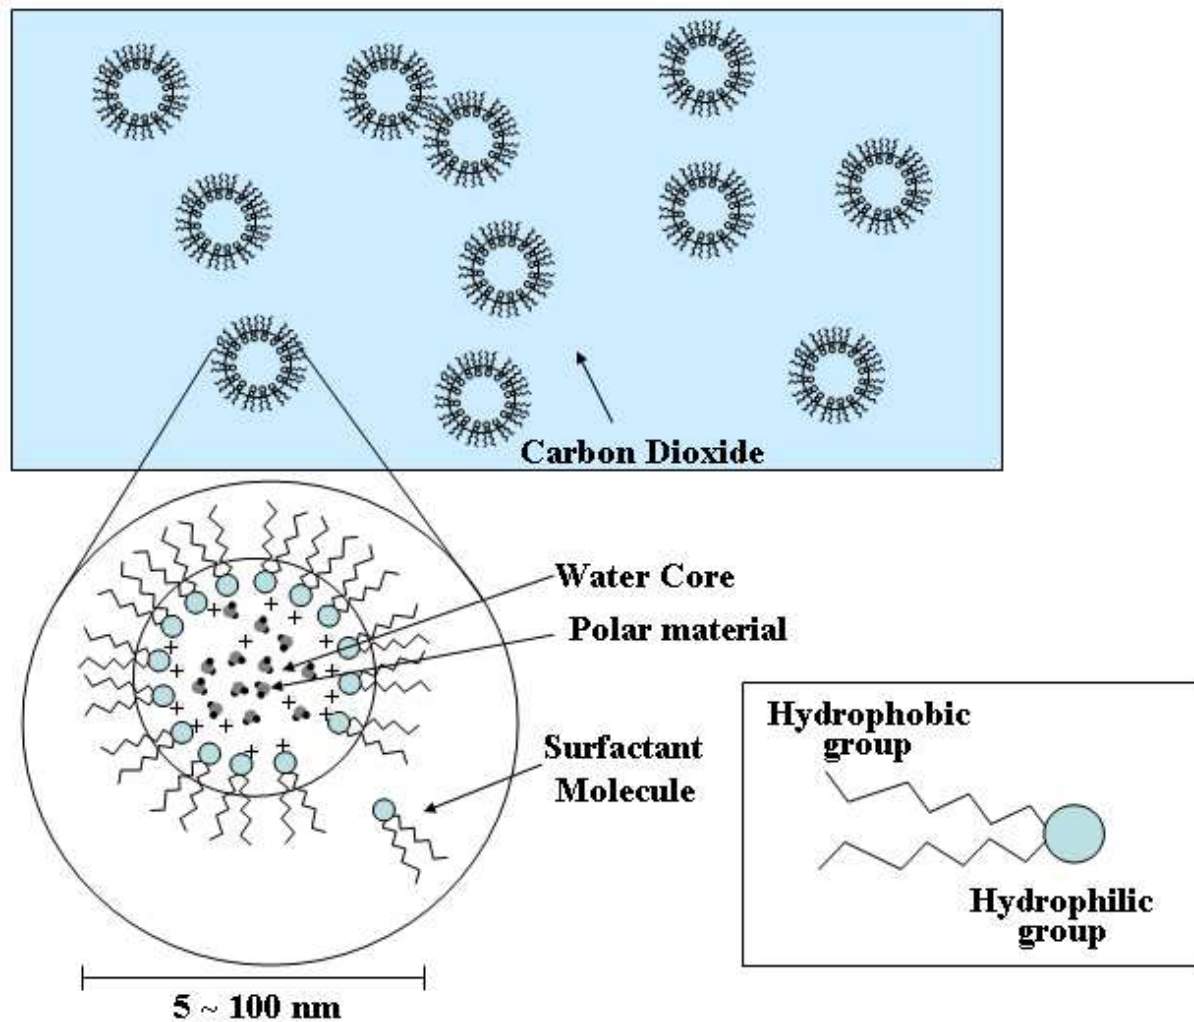 Carbon Dioxide
Water Core
Polar material
Surfactant
Molecule
Hydrophobic
group
Hydrophilic
group
5 ~ 100 nm